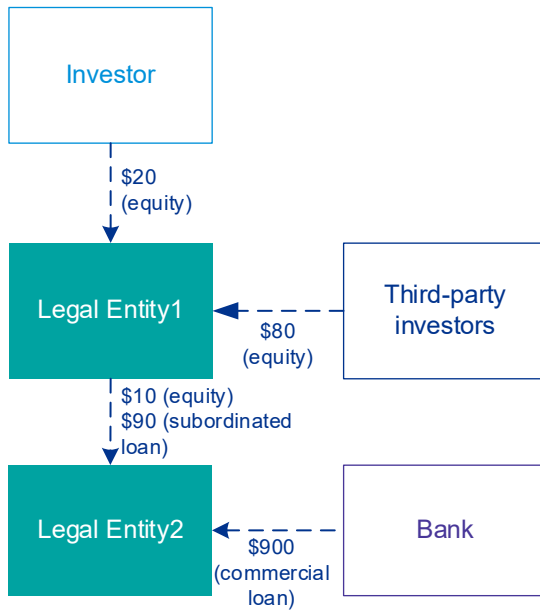 Investor
$20
(equity)
Legal Entity1
Third-party
investors
$80
(equity)
$10 (equity)
$90 (subordinated
loan)
Legal Entity2
Bank
$900
(commercial
loan)